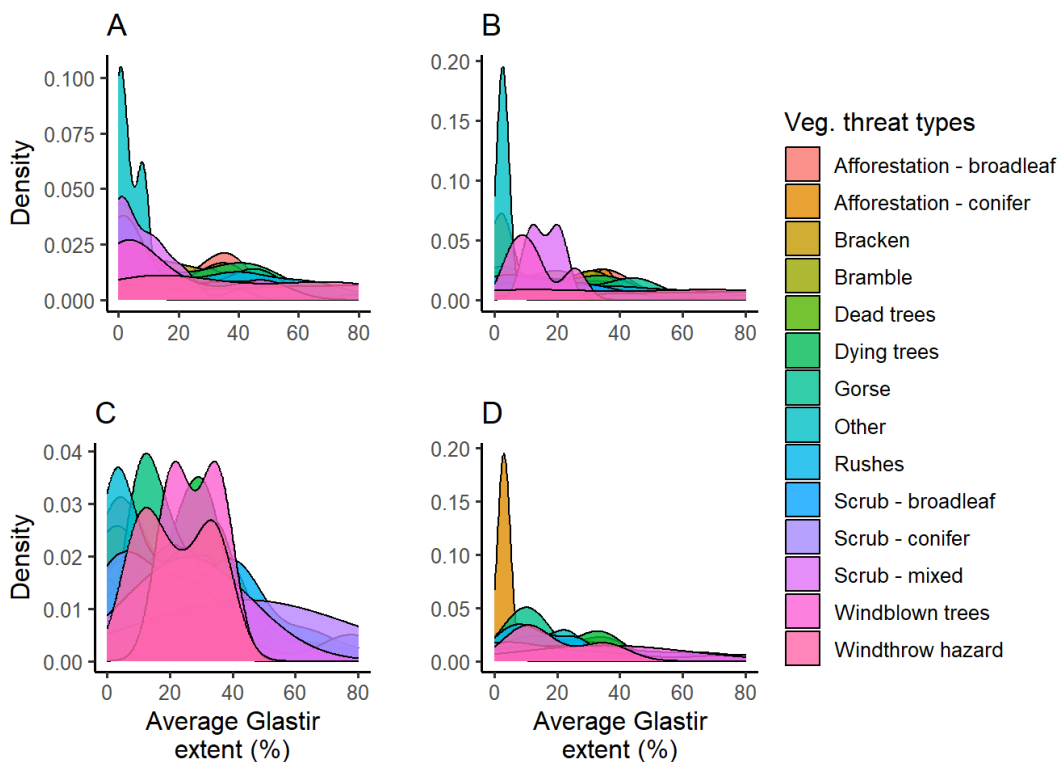 A
B
Density
0.100
0.075
0.050
0.025
0.000
0 20 40 60 80
0.20
0.15
0.10
0.05
0.00
0 20 40 60 80
C
D
Density
0.04
0.03
0.02
0.01
0.00
0 20 40 60 80
Average Glastir
extent (%)
0.20
0.15
0.10
0.05
0.00
0 20 40 60 80
Average Glastir
extent (%)
Veg. threat types
Afforestation - broadleaf
Afforestation - conifer
Bracken
Bramble
Dead trees
Dying trees
Gorse
Other
Rushes
Scrub - broadleaf
Scrub - conifer
Scrub - mixed
Windblown trees
Windthrow hazard